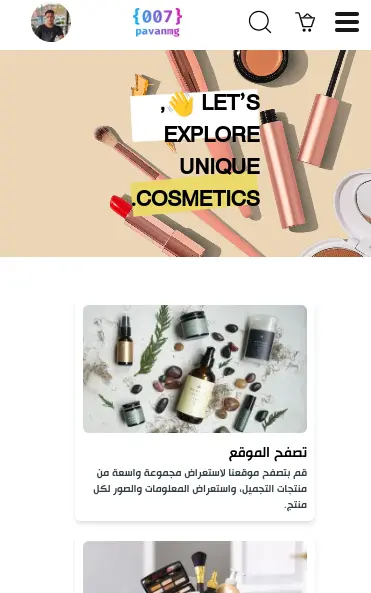 {007}
pavanmg
,👋 LET’S
EXPLORE
UNIQUE
.COSMETICS
تصفح الموقع
قم بتصفح موقعنا لاستعراض مجموعة واسعة من
منتجات التجميل، واستعراض المعلومات والصور لكل
منتج.